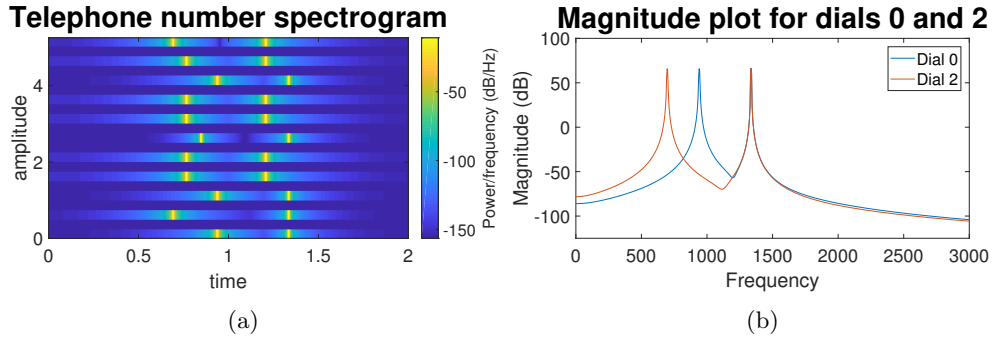 Telephone number spectrogram
amplitude
4
2
0
0
0.5
1
1.5
2
time
-50
-100
-150
Power/frequency (dB/Hz)
(a)
Magnitude plot for dials 0 and 2
Magnitude (dB)
100
50
0
-50
-100
0
500
1000
1500
2000
2500
3000
Frequency
Dial 0
Dial 2
(b)